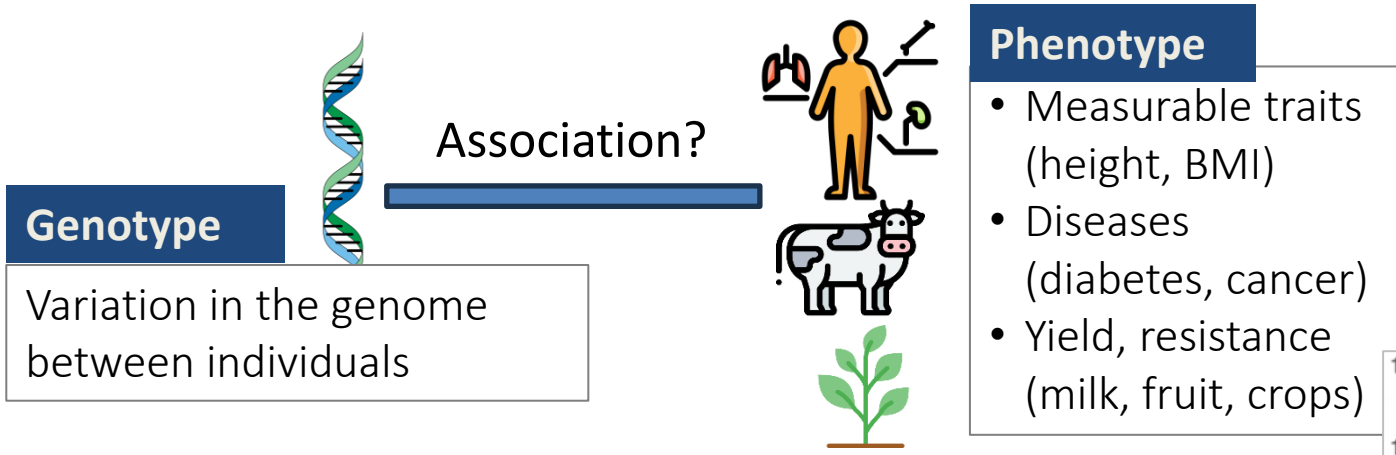 Genotype
Variation in the genome
between individuals
Association?
Phenotype
• Measurable traits
(height, BMI)
• Diseases
(diabetes, cancer)
• Yield, resistance
(milk, fruit, crops)